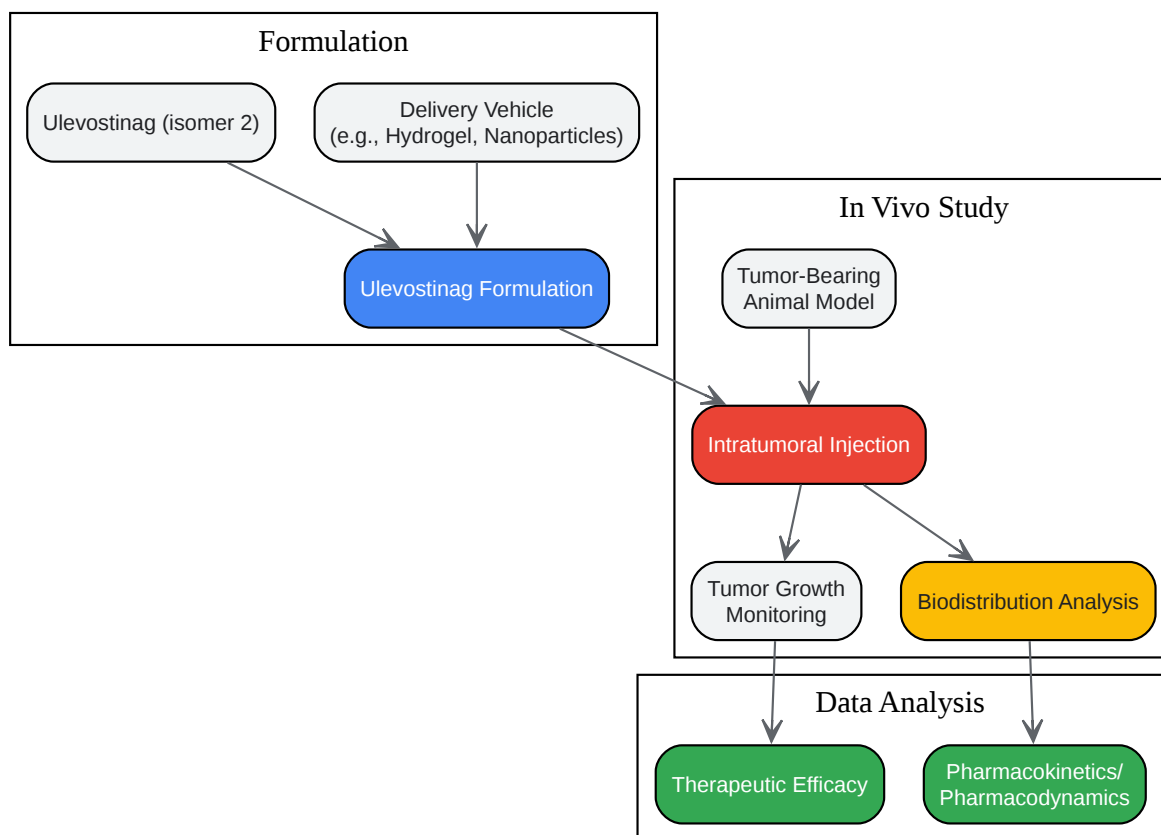 Formulation
Ulevostinag (isomer 2)
Delivery Vehicle
(e.g., Hydrogel, Nanoparticles)
Ulevostinag Formulation
In Vivo Study
Tumor-Bearing
Animal Model
Intratumoral Injection
Tumor Growth
Monitoring
Biodistribution Analysis
Data Analysis
Therapeutic Efficacy
Pharmacokinetics/
Pharmacodynamics